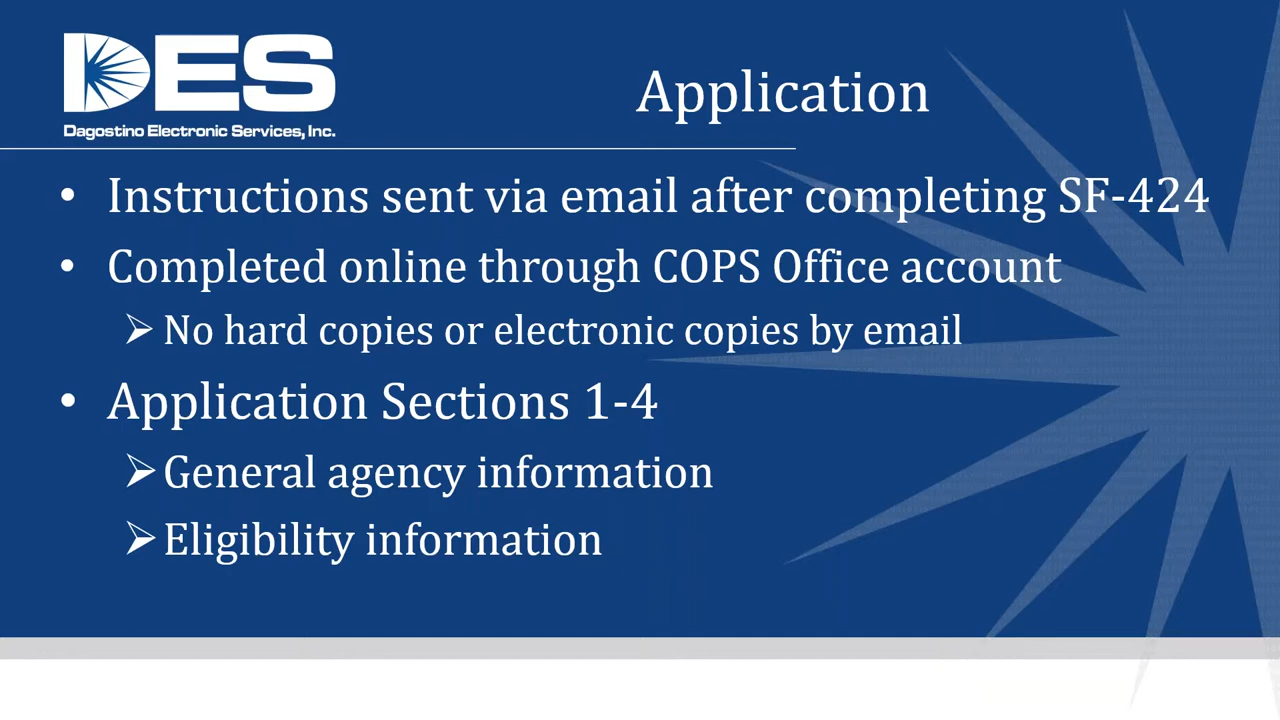 DES
Dagostino Electronic Services, Inc.
Application
• Instructions sent via email after completing SF-424
• Completed online through COPS Office account
➢ No hard copies or electronic copies by email
• Application Sections 1-4
➢ General agency information
➢ Eligibility information